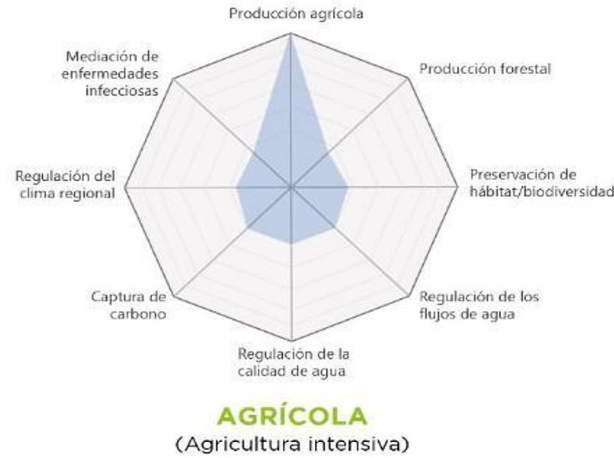 Producción agrícola
Mediación de
enfermedades
infecciosas
Producción forestal
Regulación del
clima regional
Preservación de
hábitat/biodiversidad
Captura de
carbono
Regulación de los
flujos de agua
Regulación de la
calidad de agua
AGRÍCOLA
(Agricultura intensiva)